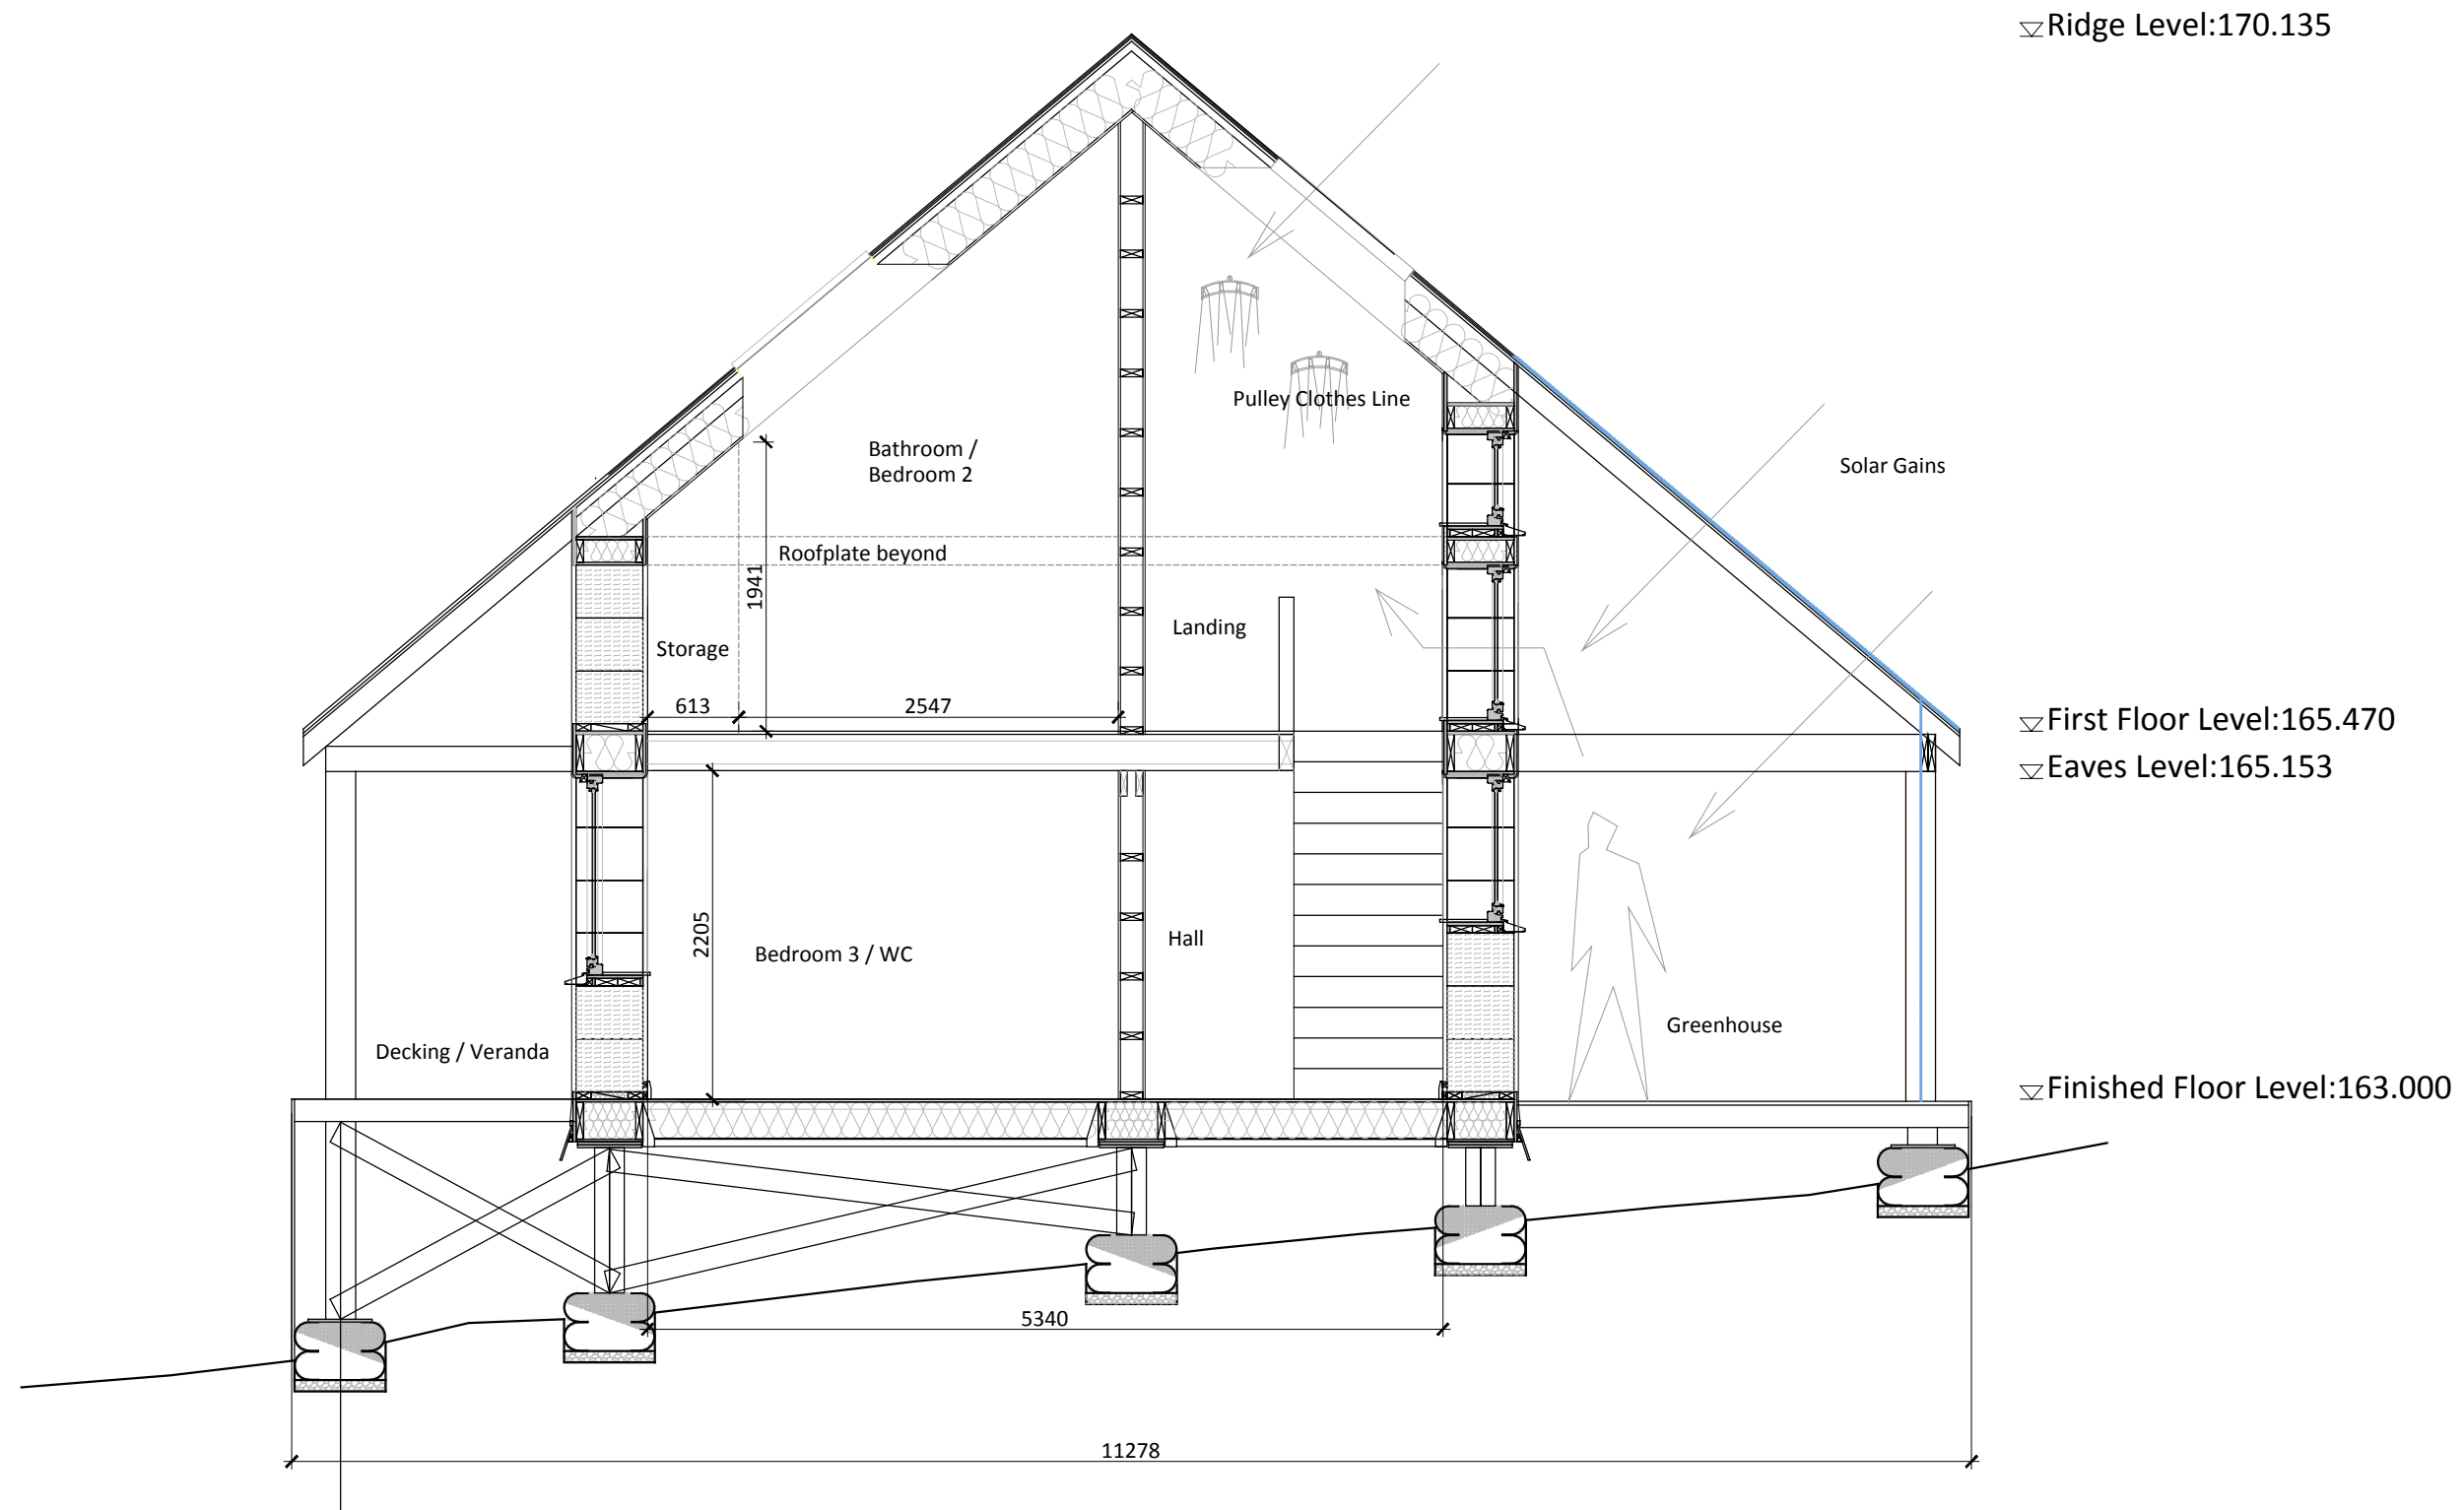 Ridge Level:170.135
Pulley Clothes Line
Bathroom /
Bedroom 2
Solar Gains
Roofplate beyond
1941
Landing
Storage
613
2547
First Floor Level:165.470
Eaves Level:165.153
2205
Hall
Bedroom 3 / WC
Greenhouse
Decking / Veranda
Finished Floor Level:163.000
5340
11278